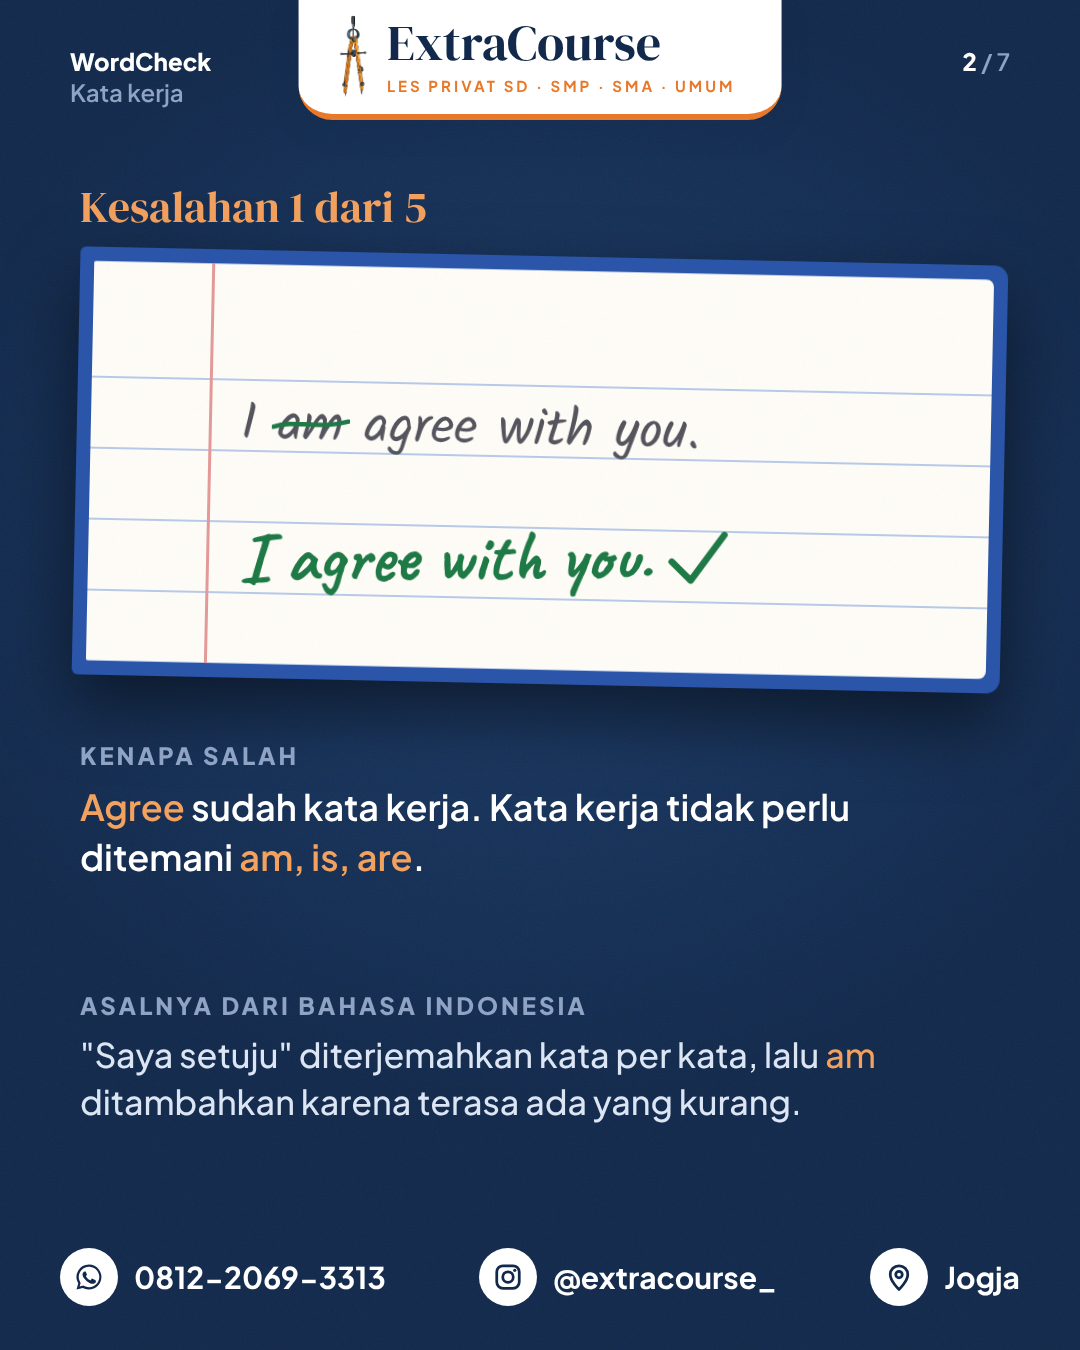 WordCheck
Kata kerja
ExtraCourse
LES PRIVAT SD · SMP · SMA · UMUM
2 / 7
Kesalahan 1 dari 5
I am agree with you.
I agree with you.
KENAPA SALAH
Agree sudah kata kerja. Kata kerja tidak perlu
ditemani am, is, are.
ASALNYA DARI BAHASA INDONESIA
"Saya setuju" diterjemahkan kata per kata, lalu am
ditambahkan karena terasa ada yang kurang.
0812-2069-3313
@extracourse_
Jogja